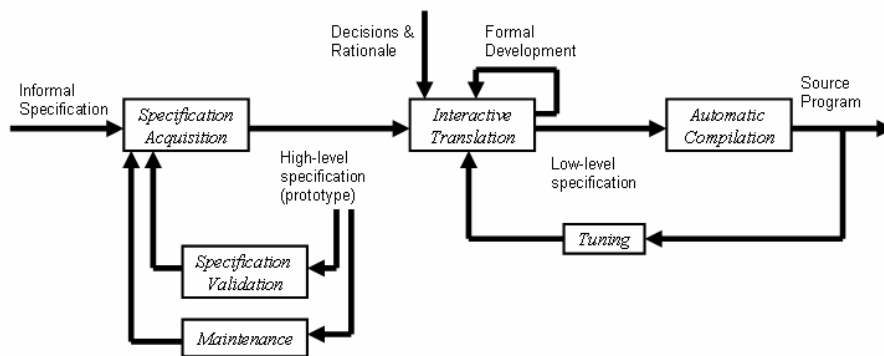 Decisions &
Rationale
Formal
Development
Informal
Specification
Source
Program
Specification
Acquisition
Interactive
Translation
Automatic
Compilation
High-level
specification
(prototype)
Low-level
specification
Tuning
Specification
Validation
Maintenance